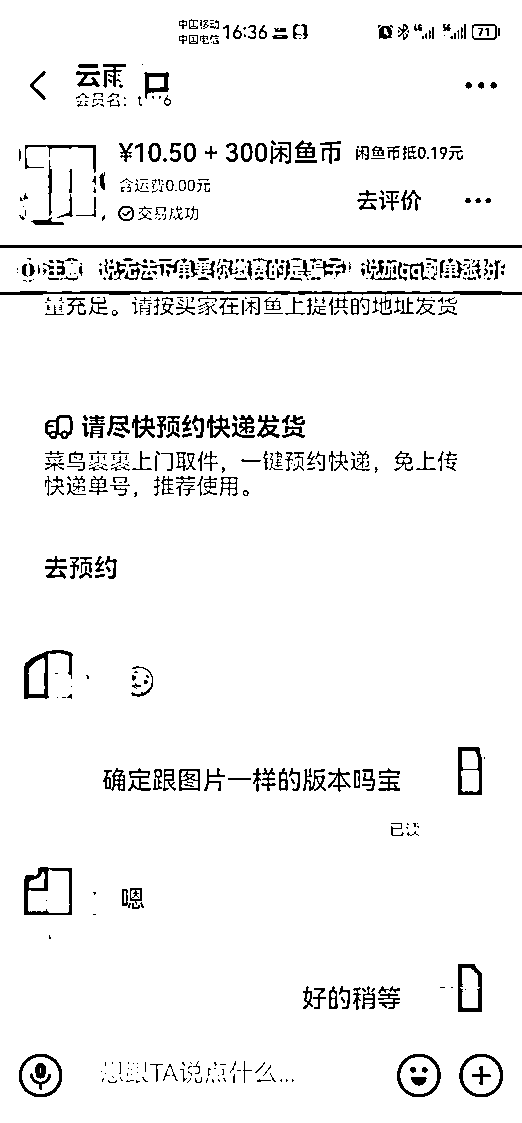 中国移动
中国电信
16:36
71
云雨
会员名：t
¥10.50 + 300闲鱼币 闲鱼币抵0.19元
含运费0.00元
去评价
交易成功
注意 说无法下单要你缴费的是骗子！ 说加qq刷单涨粉的
量充足。请按买家在闲鱼上提供的地址发货
请尽快预约快递发货
菜鸟裹裹上门取件，一键预约快递，免上传
快递单号，推荐使用。
去预约
确定跟图片一样的版本吗宝
已读
嗯
好的稍等
想跟TA说点什么...